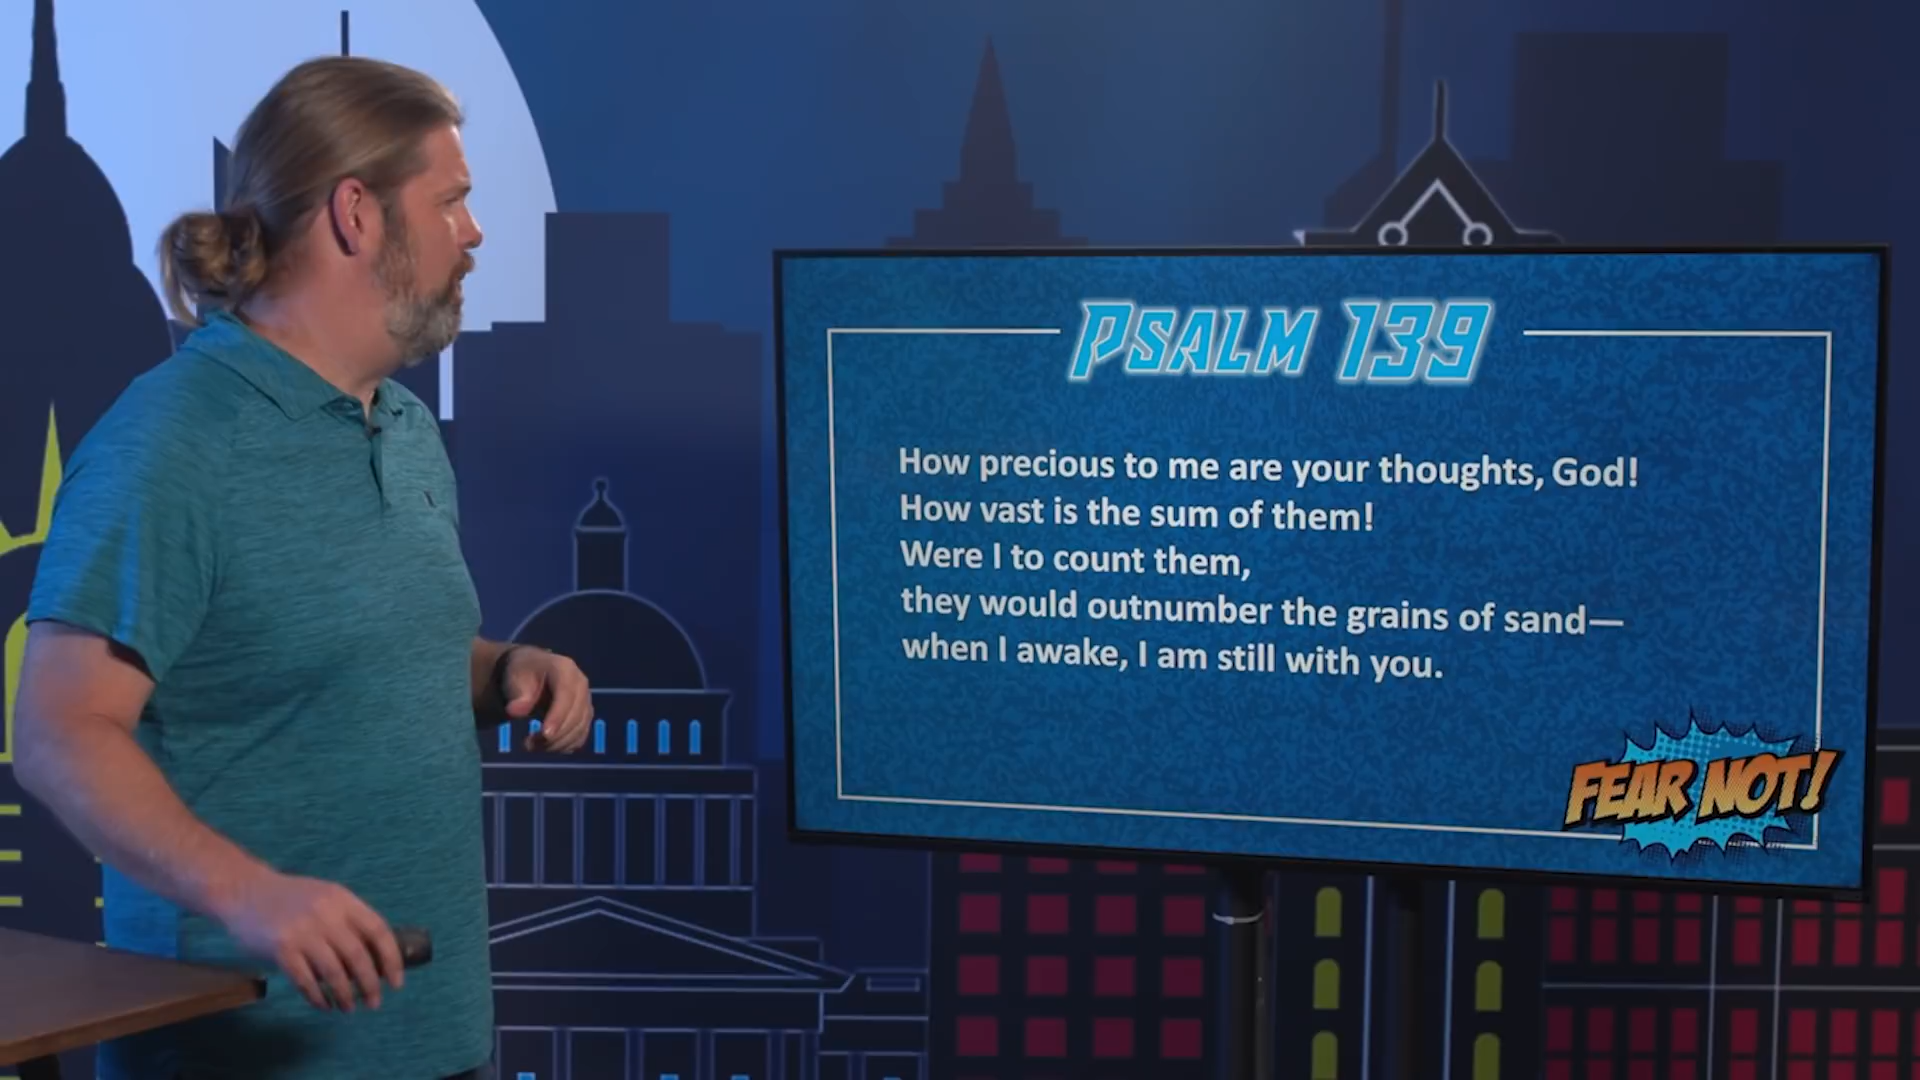 Psalm 139
How precious to me are your thoughts, God!
How vast is the sum of them!
Were I to count them,
they would outnumber the grains of sand—
when I awake, I am still with you.
FEAR NOT!